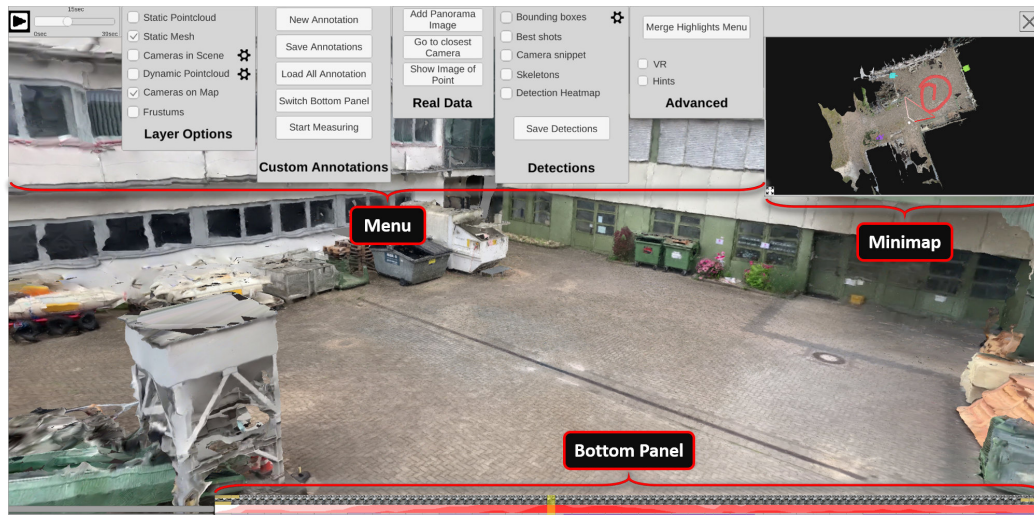 15sec
0sec
39sec
Static Pointcloud
Static Mesh
Cameras in Scene
Dynamic Pointcloud
Cameras on Map
Frustums
Layer Options
New Annotation
Save Annotations
Load All Annotation
Switch Bottom Panel
Start Measuring
Custom Annotations
Add Panorama
Image
Go to closest
Camera
Show Image of
Point
Real Data
Bounding boxes
Best shots
Camera snippet
Skeletons
Detection Heatmap
Save Detections
Detections
Merge Highlights Menu
VR
Hints
Advanced
Menu
Minimap
Bottom Panel